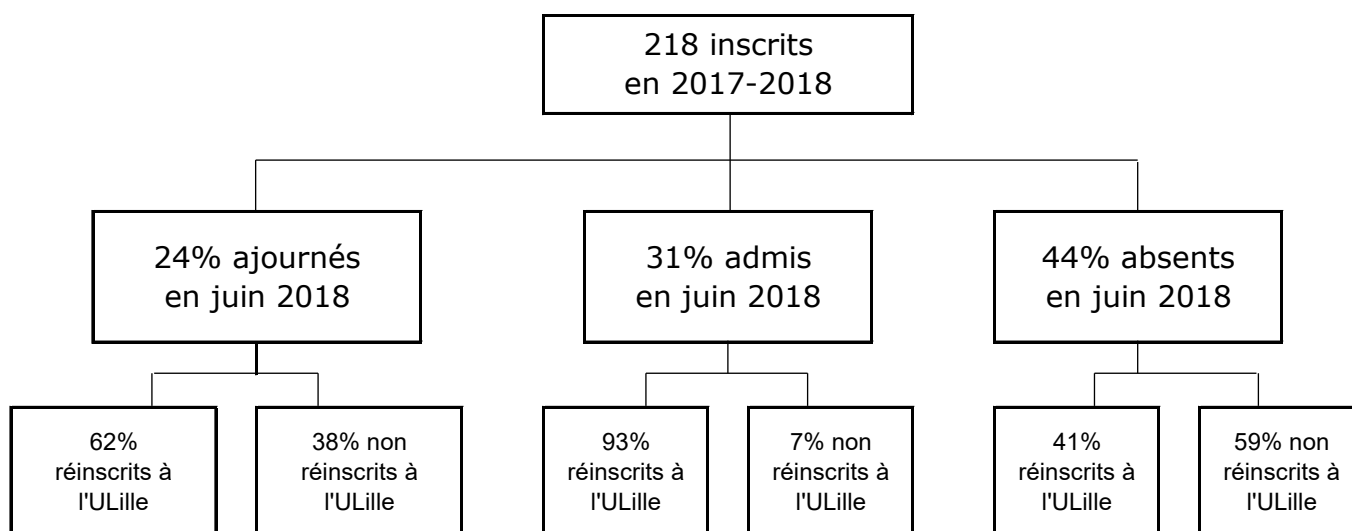 218 inscrits
en 2017-2018
24% ajournés
en juin 2018
31% admis
en juin 2018
44% absents
en juin 2018
62%
réinscrits à
l'ULille
38% non
réinscrits à
l'ULille
93%
réinscrits à
l'ULille
7% non
réinscrits à
l'ULille
41%
réinscrits à
l'ULille
59% non
réinscrits à
l'ULille